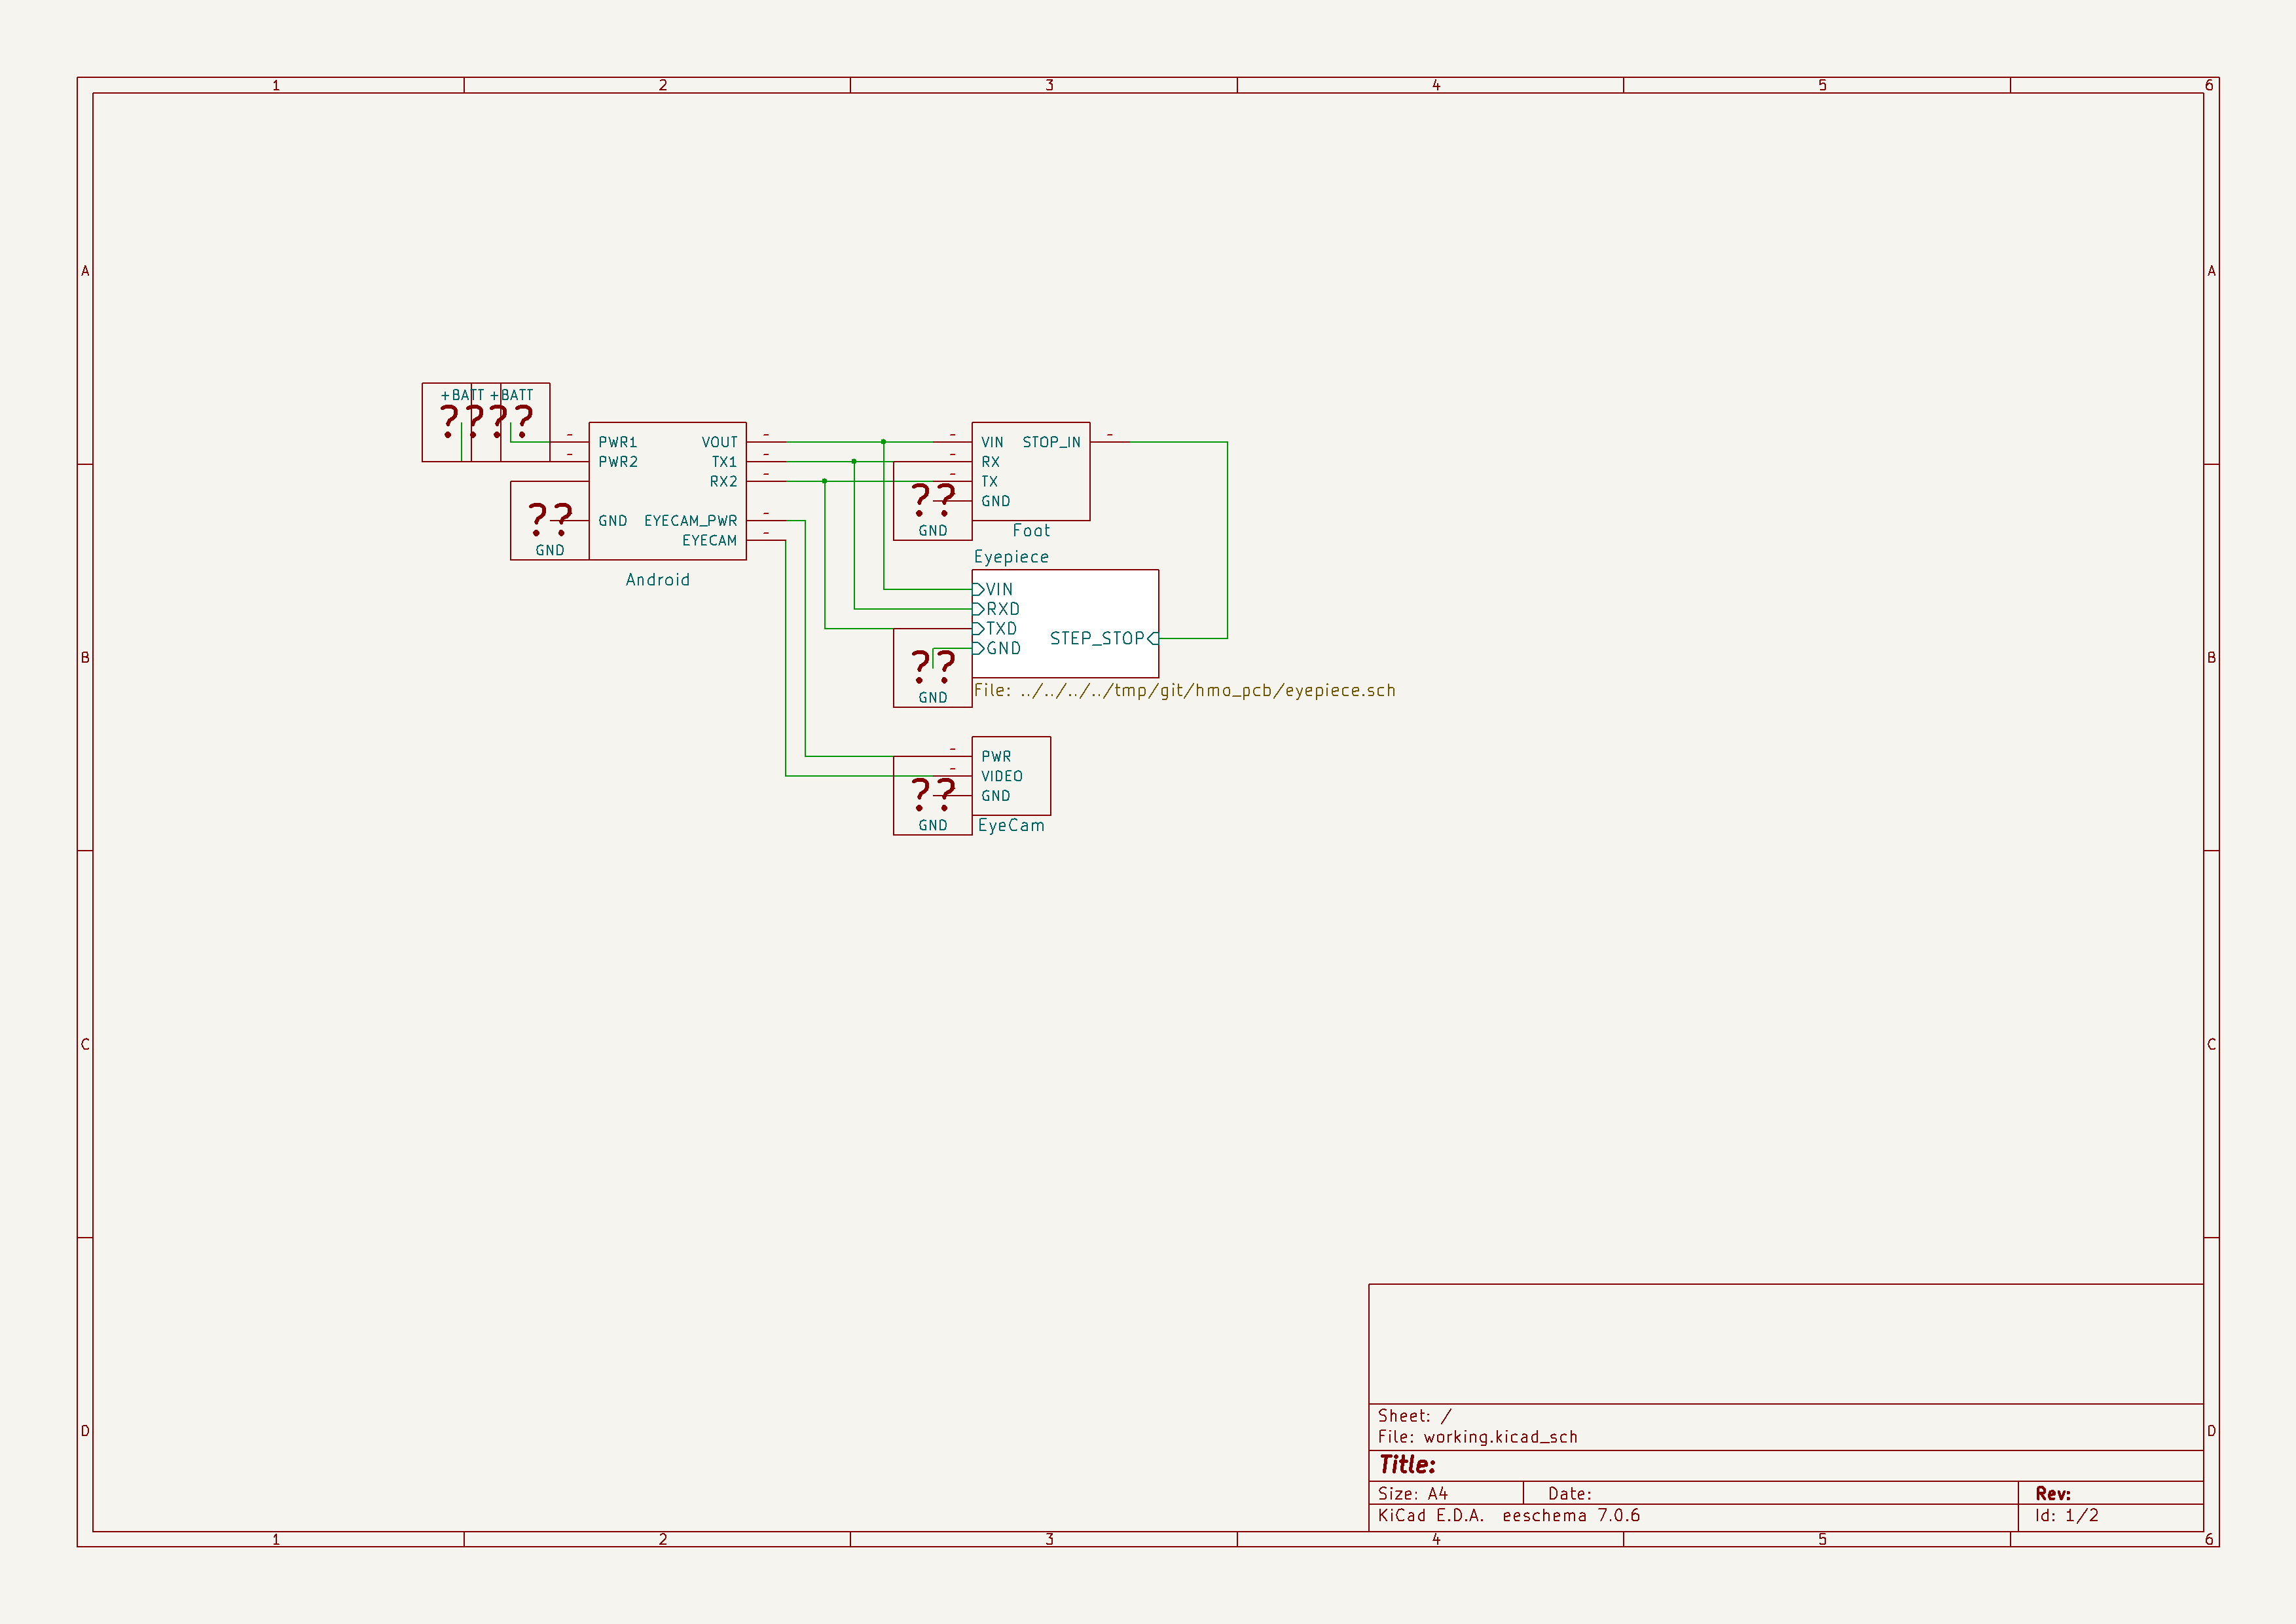 1 2 3 4 5 6
A A
+BATT +BATT
?? ??
- PWR1 VOUT -
- PWR2 TX1 -
RX2 -
?? GND EYECAM_PWR -
EYECAM -
GND
Android
- VIN STOP_IN -
- RX
- TX
?? GND
GND
Foot
Eyepiece
VIN
RXD
TXD
STEP_STOP
GND
??
GND
File: ../../../../tmp/git/hmo_pcb/eyepiece.sch
B B
- PWR
- VIDEO
?? GND
GND
EyeCam
C C
D D
Sheet: /
File: working.kicad_sch
Title:
Size: A4 Date: Rev:
KiCad E.D.A. eeschema 7.0.6 Id: 1/2
1 2 3 4 5 6